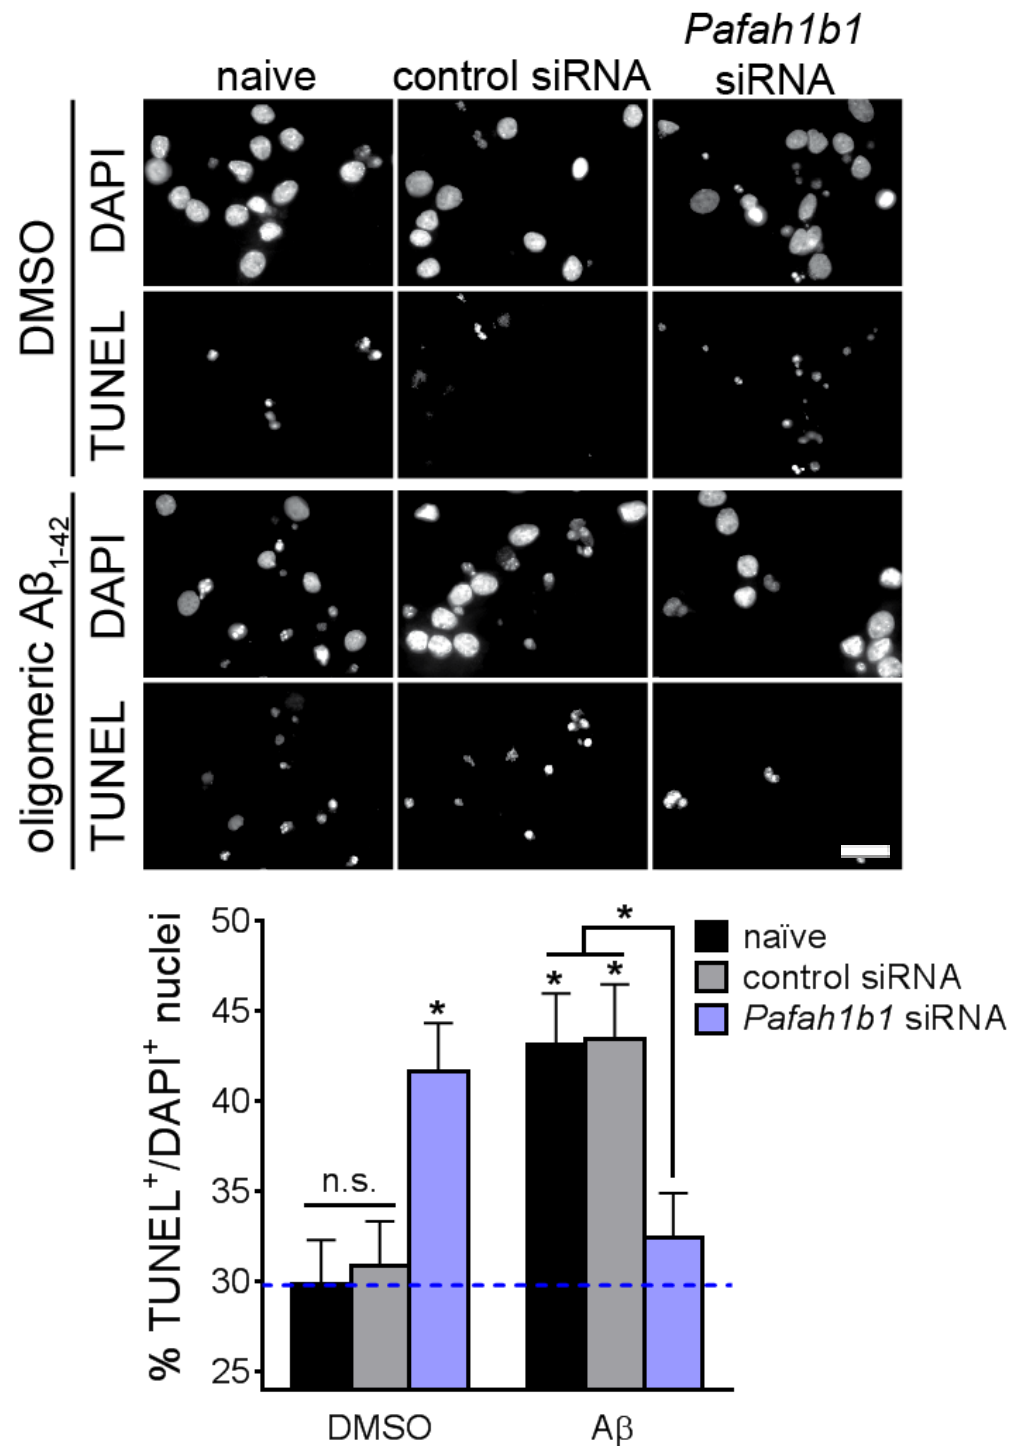 Pafah1b1
naive control siRNA siRNA
DMSO
DAPI
TUNEL
oligomeric Aβ1-42
DAPI
TUNEL
% TUNEL+/DAPI+ nuclei
50
45
40
35
30
25
n.s.
*
*
*
*
naïve
control siRNA
Pafah1b1 siRNA
DMSO Aβ